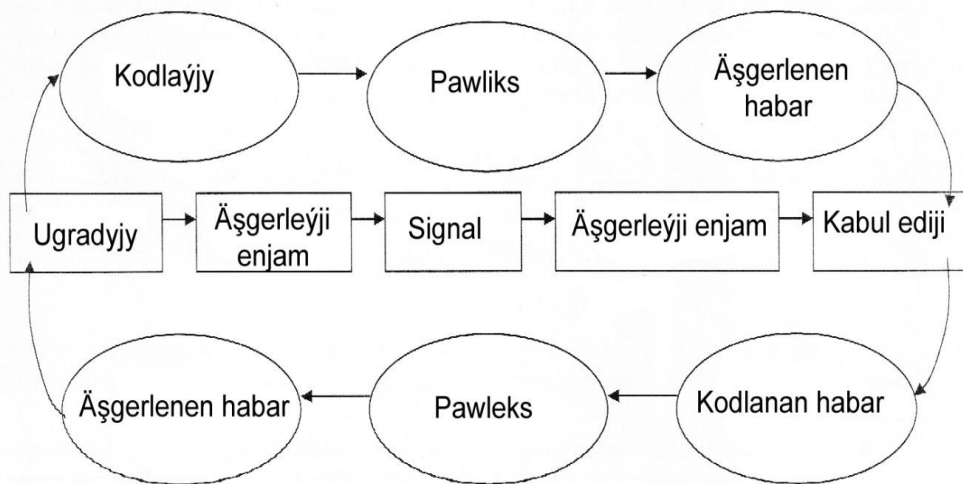 Kodlaýjy
Pawliks
Äşgerlenen
habar
Ugradyjy
Äşgerleýji
enjam
Signal
Äşgerleýji enjam
Kabul ediji
Äşgerlenen habar
Pawleks
Kodlanan habar